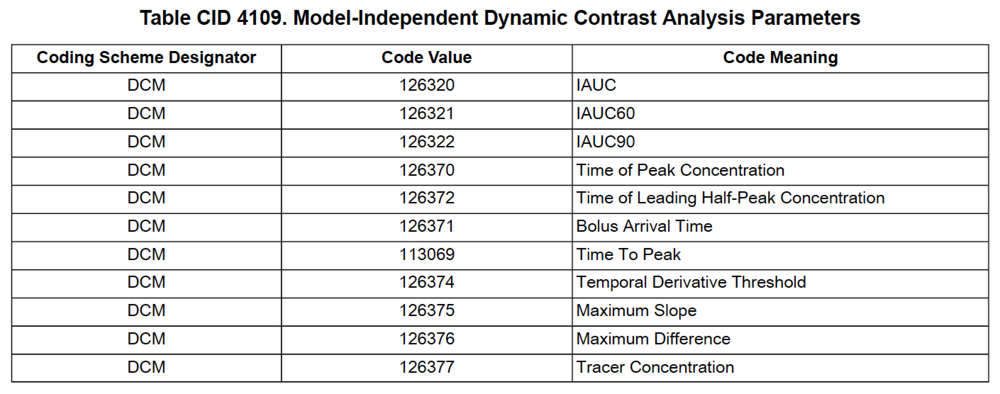 Table CID 4109. Model-Independent Dynamic Contrast Analysis Parameters
Coding Scheme Designator Code Value Code Meaning
DCM 126320 IAUC
DCM 126321 IAUC60
DCM 126322 IAUC90
DCM 126370 Time of Peak Concentration
DCM 126372 Time of Leading Half-Peak Concentration
DCM 126371 Bolus Arrival Time
DCM 113069 Time To Peak
DCM 126374 Temporal Derivative Threshold
DCM 126375 Maximum Slope
DCM 126376 Maximum Difference
DCM 126377 Tracer Concentration